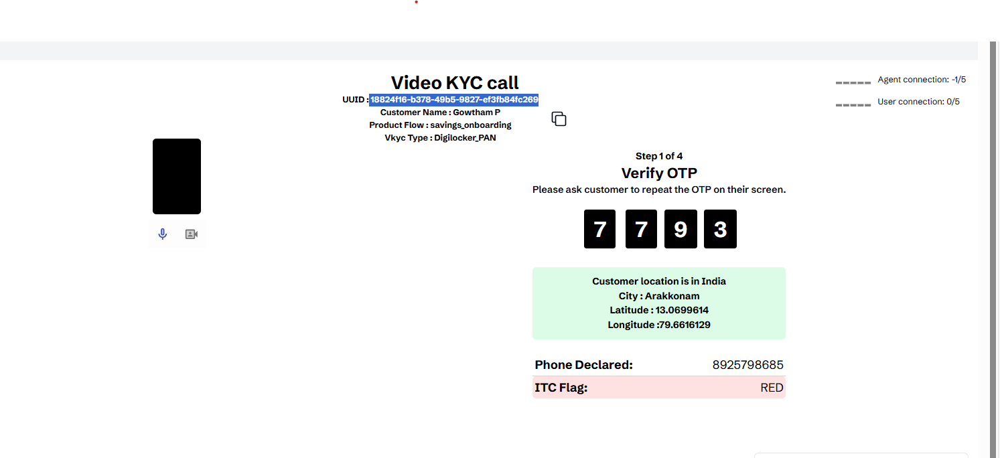 Video KYC call
UUID : 18824f16-b378-49b5-9827-ef3fb84fc269
Customer Name : Gowtham P
Product Flow : savings_onboarding
Vkyc Type : Digilocker_PAN
Agent connection: -1/5
User connection: 0/5
Step 1 of 4
Verify OTP
Please ask customer to repeat the OTP on their screen.
7 7 9 3
Customer location is in India
City : Arakkonam
Latitude : 13.0699614
Longitude :79.6616129
Phone Declared: 8925798685
ITC Flag: RED